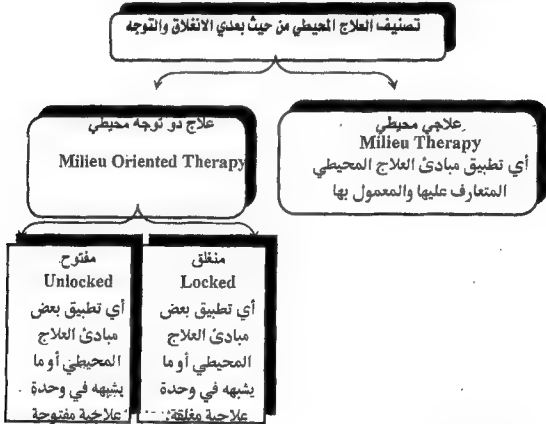 تصنيف العلاج المحيطي من حيث بعدي الانغلاق والتوجه
علاجي محيطي
Milieu Therapy
أي تطبيق مبادئ العلاج المحيطي
المتعارف عليها والمعمول بها
علاج ذو توجه محيطي
Milieu Oriented Therapy
منغلق
Locked
أي تطبيق بعض
مبادئ العلاج
المحيطي أو ما
يشبهه في وحدة
علاجية مغلقة
مفتوح
Unlocked
أي تطبيق بعض
مبادئ العلاج
المحيطي أو ما
يشبهه في وحدة
علاجية مفتوحة